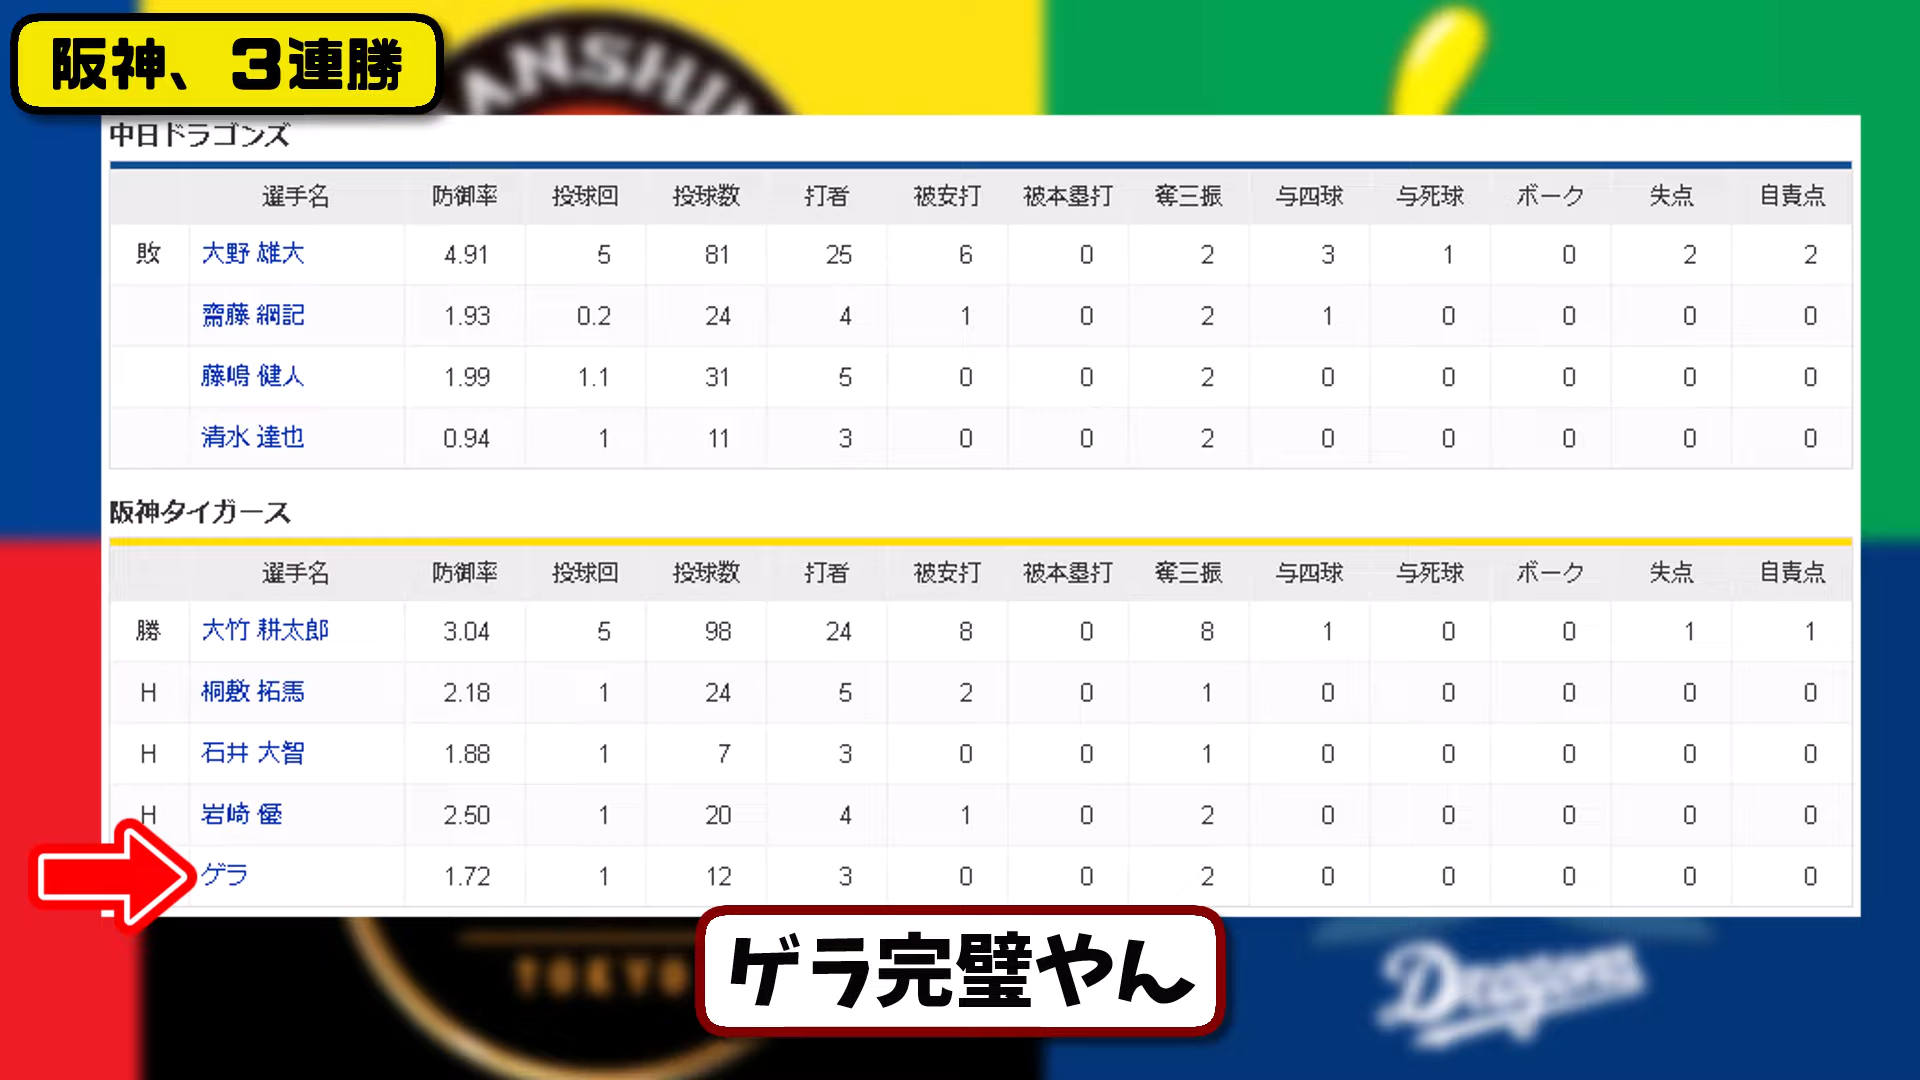 阪神、３連勝
ANSHIN
中日ドラゴンズ
選手名 防御率 投球回 投球数 打者 被安打 被本塁打 奪三振 与四球 与死球 ボーク 失点 自責点
敗 大野 雄大 4.91 5 81 25 6 0 2 3 1 0 2 2
齋藤 綱記 1.93 0.2 24 4 1 0 2 1 0 0 0 0
藤嶋 健人 1.99 1.1 31 5 0 0 2 0 0 0 0 0
清水 達也 0.94 1 11 3 0 0 2 0 0 0 0 0
阪神タイガース
選手名 防御率 投球回 投球数 打者 被安打 被本塁打 奪三振 与四球 与死球 ボーク 失点 自責点
勝 大竹 耕太郎 3.04 5 98 24 8 0 8 1 0 0 1 1
H 桐敷 拓馬 2.18 1 24 5 2 0 1 0 0 0 0 0
H 石井 大智 1.88 1 7 3 0 0 1 0 0 0 0 0
H 岩崎 優 2.50 1 20 4 1 0 2 0 0 0 0 0
ゲラ 1.72 1 12 3 0 0 2 0 0 0 0 0
ゲラ完璧やん
TOKYO
Dragons